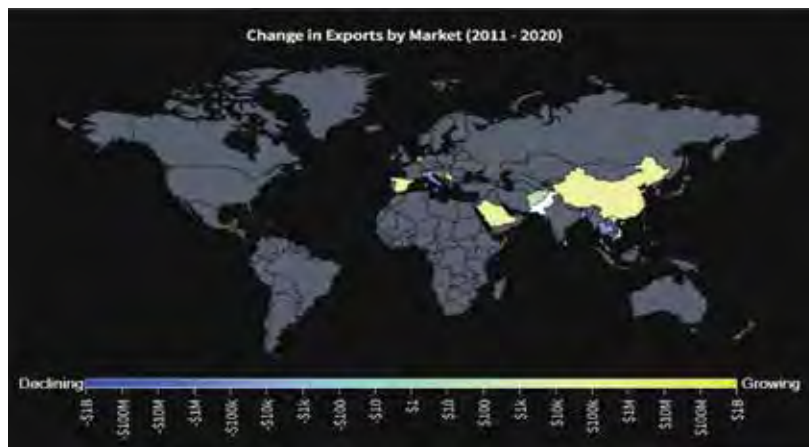 Change in Exports by Market (2011 - 2020)
Declining
Growing
-$1B
-$100M
-$10M
-$1M
-$100k
-$10k
-$1k
-$100
-$10
$1
$10
$100
$1k
$10k
$100k
$1M
$10M
$100M
$1B